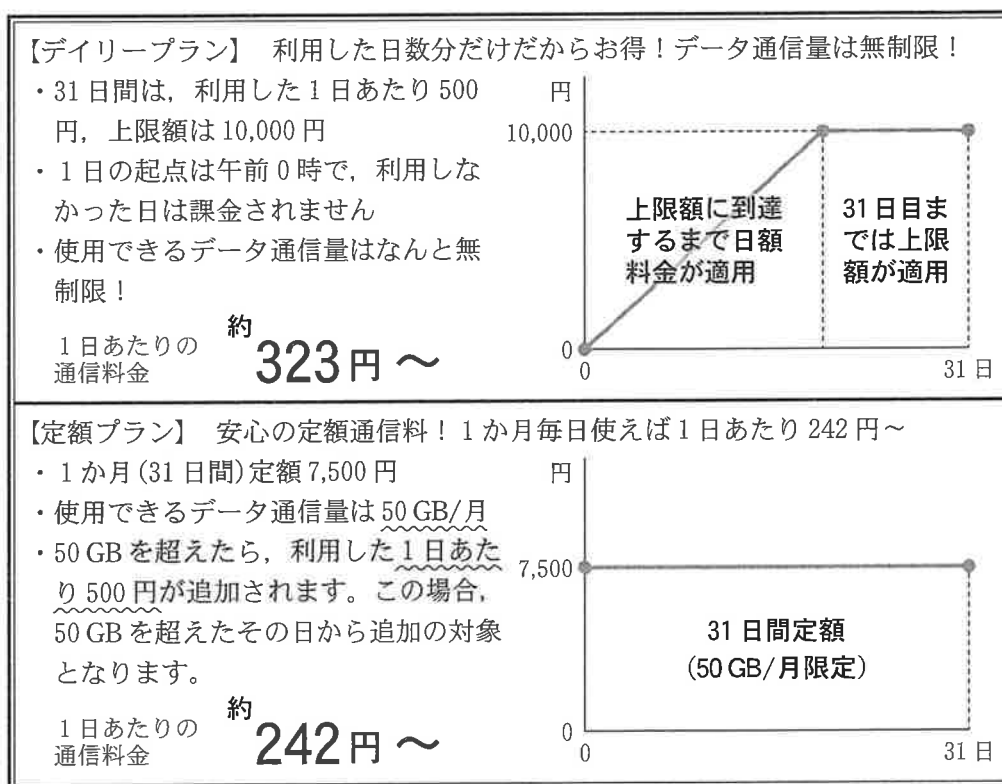 【デイリープラン】 利用した日数分だけだからお得！データ通信量は無制限！
・31日間は，利用した1日あたり500
円，上限額は10,000円
・1日の起点は午前0時で，利用しな
かった日は課金されません
・使用できるデータ通信量はなんと無
制限！
1日あたりの
通信料金
約
323円～
円
10,000
上限額に到達
するまで日額
料金が適用
31日目ま
では上限
額が適用
0
0
31日
【定額プラン】 安心の定額通信料！1か月毎日使えば1日あたり242円～
・1か月(31日間)定額7,500円
・使用できるデータ通信量は50 GB/月
・50 GBを超えたら，利用した1日あた
り500円が追加されます。この場合，
50 GBを超えたその日から追加の対象
となります。
1日あたりの
通信料金
約
242円～
円
7,500
31日間定額
(50 GB/月限定)
0
0
31日